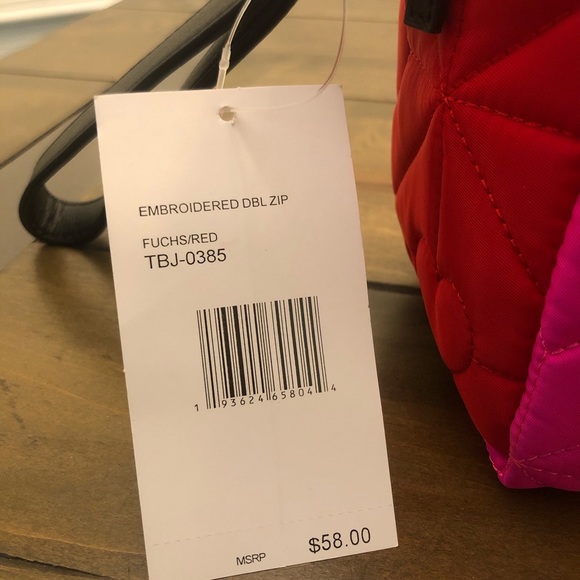 EMBROIDERED DBL ZIP
FUCHS/RED
TBJ-0385
1 93624 65804 4
MSRP $58.00